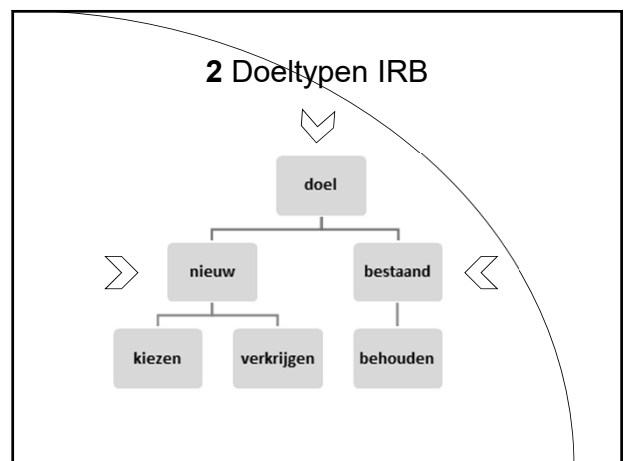 2 Doeltypen IRB
doel
nieuw
bestaand
kiezen
verkrijgen
behouden